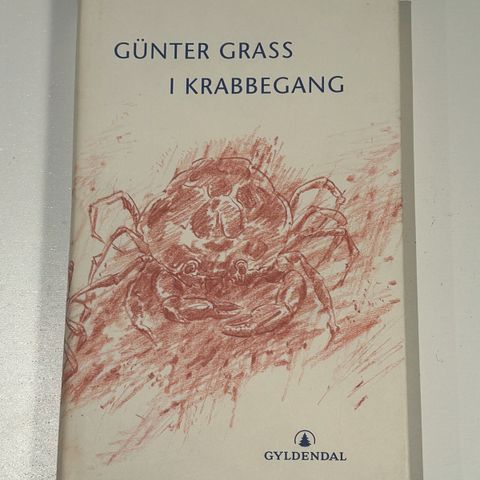 GÜNTER GRASS
I KRABBEGANG
GYLDENDAL